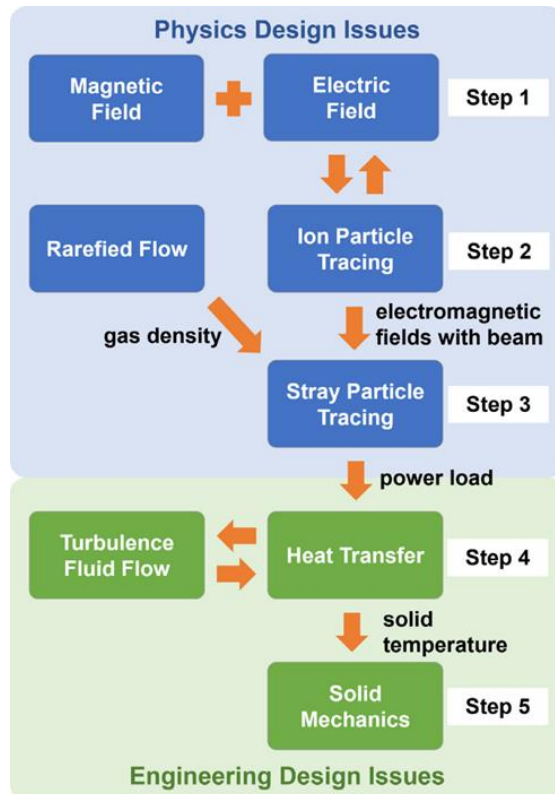 Physics Design Issues
Magnetic
Field
Electric
Field
Step 1
Rarefied Flow
Ion Particle
Tracing
Step 2
gas density
electromagnetic
fields with beam
Stray Particle
Tracing
Step 3
power load
Turbulence
Fluid Flow
Heat Transfer
Step 4
solid
temperature
Solid
Mechanics
Step 5
Engineering Design Issues